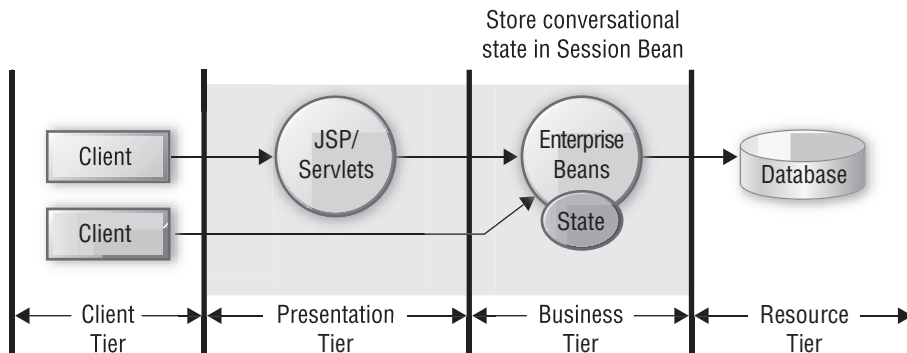 Store conversational
state in Session Bean
Client
JSP/
Servlets
Enterprise
Beans
Database
Client
State
Client
Tier
Presentation
Tier
Business
Tier
Resource
Tier